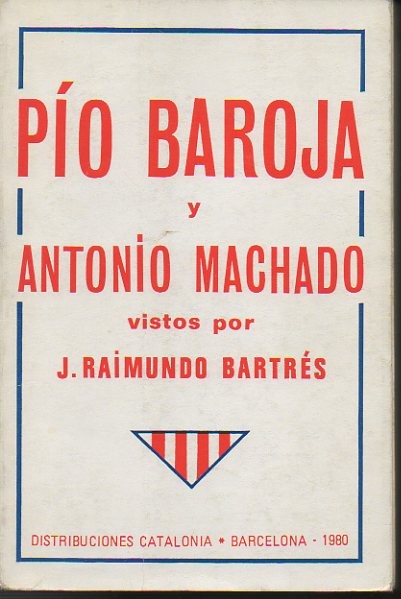 PÍO BAROJA
y
ANTONiO MACHADO
vistos por
J. RAiMUNDO BARTRÉS
DISTRIBUCIONES CATALONIA * BARCELONA - 1980